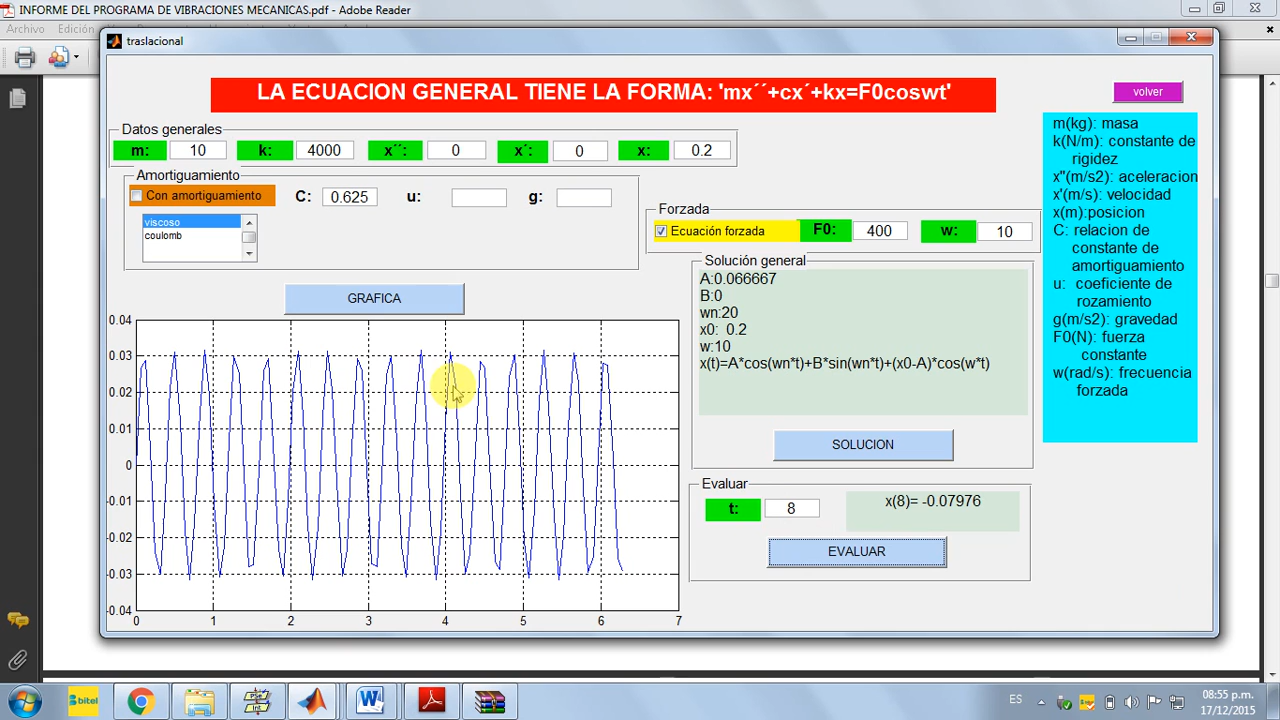 INFORME DEL PROGRAMA DE VIBRACIONES MECANICAS.pdf - Adobe Reader
Archivo Edición
traslacional
LA ECUACION GENERAL TIENE LA FORMA: 'mx´´+cx´+kx=F0coswt'
volver
Datos generales
m: 10 k: 4000 x´´: 0 x´: 0 x: 0.2
Amortiguamiento
Con amortiguamiento C: 0.625 u: g:
viscoso
coulomb
Forzada
Ecuación forzada F0: 400 w: 10
m(kg): masa
k(N/m): constante de
rigidez
x"(m/s2): aceleracion
x'(m/s): velocidad
x(m):posicion
C: relacion de
constante de
amortiguamiento
u: coeficiente de
rozamiento
g(m/s2): gravedad
F0(N): fuerza
constante
w(rad/s): frecuencia
forzada
Solución general
A:0.066667
B:0
wn:20
x0: 0.2
w:10
x(t)=A*cos(wn*t)+B*sin(wn*t)+(x0-A)*cos(w*t)
SOLUCION
GRAFICA
0.04
0.03
0.02
0.01
0
-0.01
-0.02
-0.03
-0.04
0 1 2 3 4 5 6 7
Evaluar
t: 8 x(8)= -0.07976
EVALUAR
bitel
ES
08:55 p.m.
17/12/2015